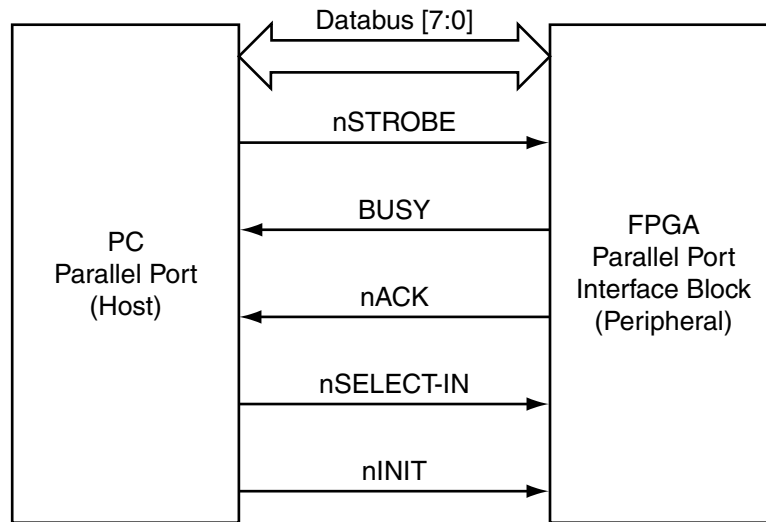 Databus [7:0]
nSTROBE
BUSY
PC
Parallel Port
(Host)
nACK
FPGA
Parallel Port
Interface Block
(Peripheral)
nSELECT-IN
nINIT